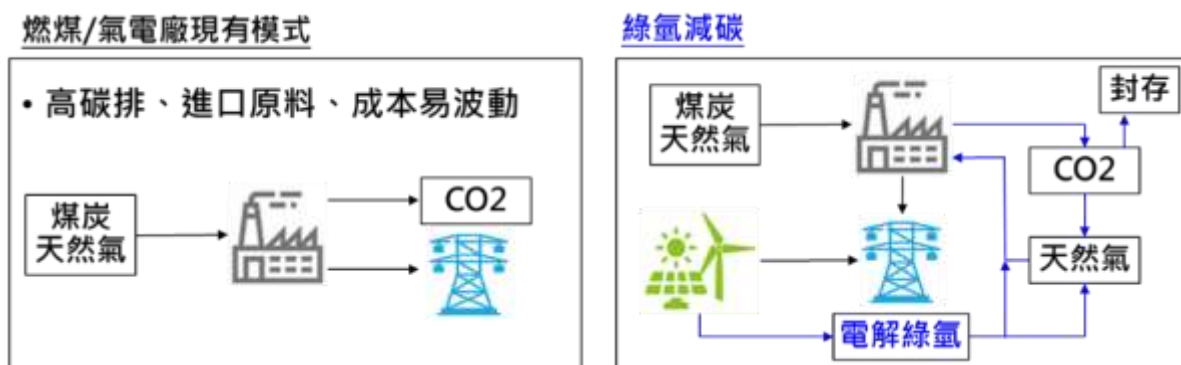 燃煤/氣電廠現有模式
• 高碳排、進口原料、成本易波動
煤炭
天然氣
CO2
綠氫減碳
煤炭
天然氣
封存
CO2
天然氣
電解綠氫